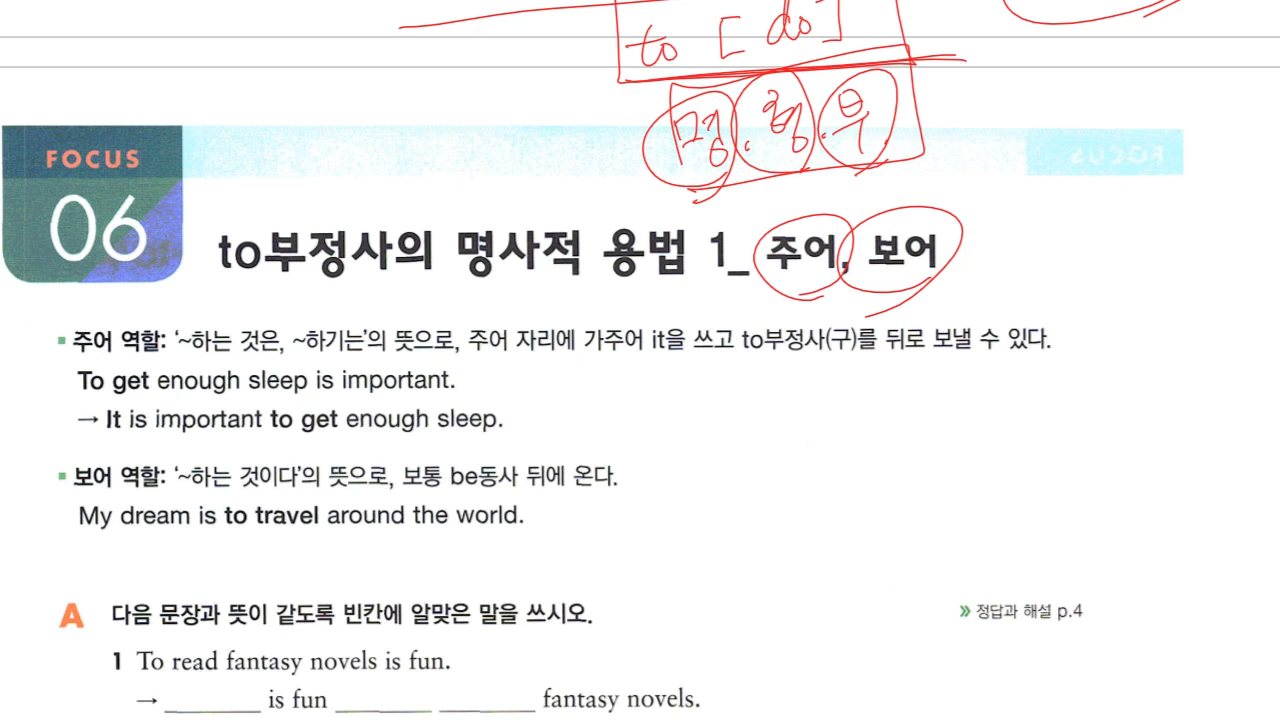 to [ do ]
명.형.부
FOCUS
06
to부정사의 명사적 용법 1_ 주어, 보어
▪ 주어 역할: ‘~하는 것은, ~하기는’의 뜻으로, 주어 자리에 가주어 it을 쓰고 to부정사(구)를 뒤로 보낼 수 있다.
To get enough sleep is important.
→ It is important to get enough sleep.
▪ 보어 역할: ‘~하는 것이다’의 뜻으로, 보통 be동사 뒤에 온다.
My dream is to travel around the world.
A 다음 문장과 뜻이 같도록 빈칸에 알맞은 말을 쓰시오.
» 정답과 해설 p.4
1 To read fantasy novels is fun.
→ ________ is fun ________ ________ fantasy novels.